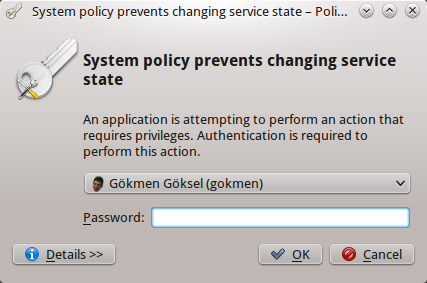 System policy prevents changing service state – Poli...
System policy prevents changing service
state
An application is attempting to perform an action that
requires privileges. Authentication is required to
perform this action.
Gökmen Göksel (gokmen)
Password:
Details >>
OK
Cancel